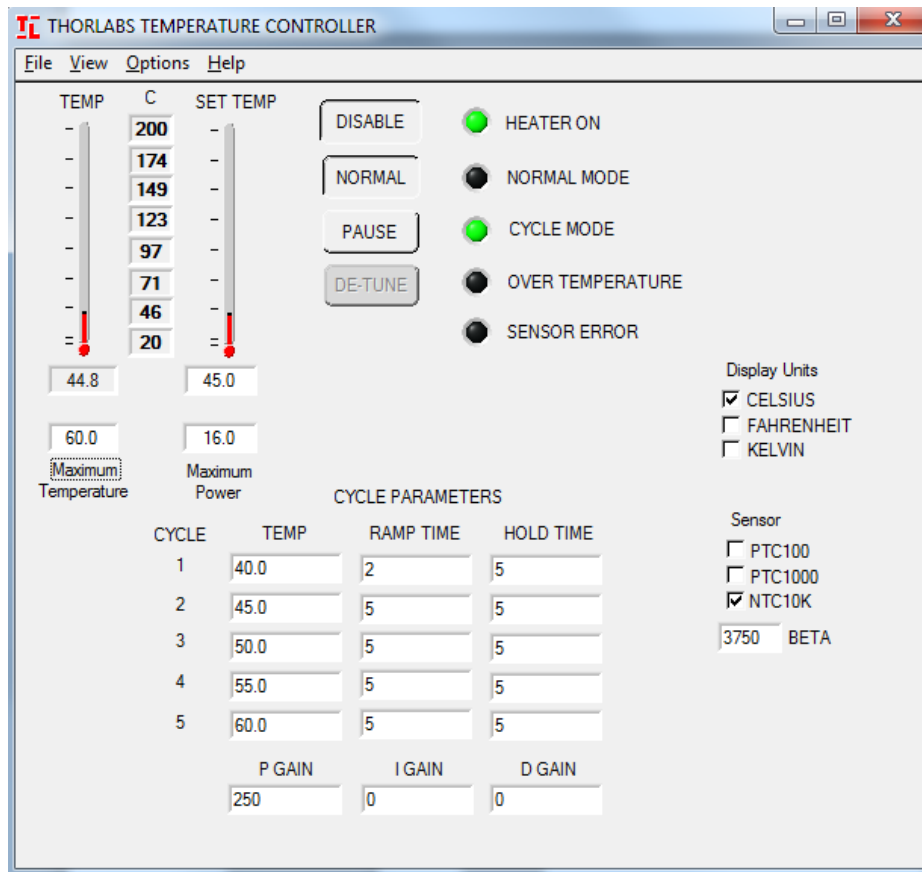 THORLABS TEMPERATURE CONTROLLER
File View Options Help
TEMP C SET TEMP
200
174
149
123
97
71
46
20
44.8 45.0
60.0 16.0
Maximum Temperature
Maximum Power
DISABLE
NORMAL
PAUSE
DE-TUNE
HEATER ON
NORMAL MODE
CYCLE MODE
OVER TEMPERATURE
SENSOR ERROR
Display Units
CELSIUS
FAHRENHEIT
KELVIN
CYCLE PARAMETERS
CYCLE TEMP RAMP TIME HOLD TIME
1 40.0 2 5
2 45.0 5 5
3 50.0 5 5
4 55.0 5 5
5 60.0 5 5
P GAIN I GAIN D GAIN
250 0 0
Sensor
PTC100
PTC1000
NTC10K
3750 BETA